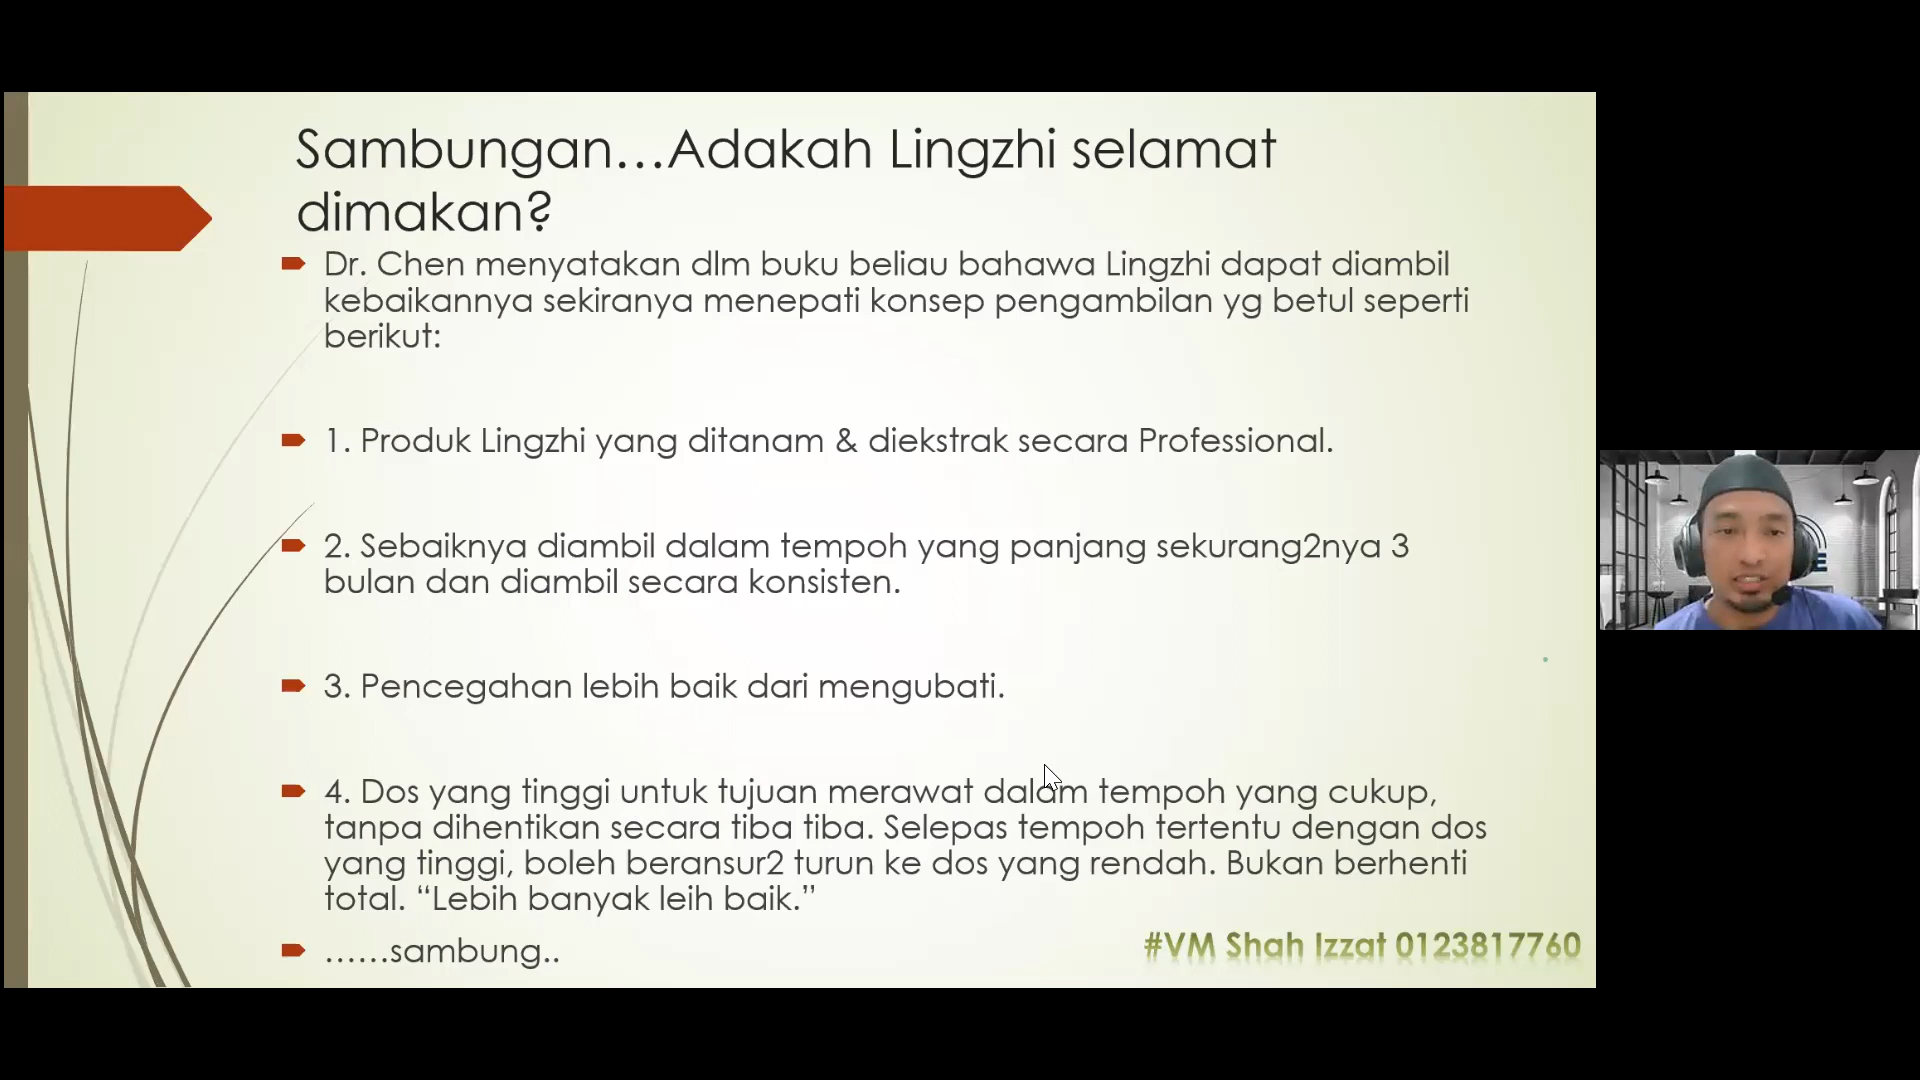 Sambungan...Adakah Lingzhi selamat
dimakan?
Dr. Chen menyatakan dlm buku beliau bahawa Lingzhi dapat diambil
kebaikannya sekiranya menepati konsep pengambilan yg betul seperti
berikut:
1. Produk Lingzhi yang ditanam & diekstrak secara Professional.
2. Sebaiknya diambil dalam tempoh yang panjang sekurang2nya 3
bulan dan diambil secara konsisten.
3. Pencegahan lebih baik dari mengubati.
4. Dos yang tinggi untuk tujuan merawat dalam tempoh yang cukup,
tanpa dihentikan secara tiba tiba. Selepas tempoh tertentu dengan dos
yang tinggi, boleh beransur2 turun ke dos yang rendah. Bukan berhenti
total. “Lebih banyak leih baik.”
......sambung..
#VM Shah Izzat 0123817760